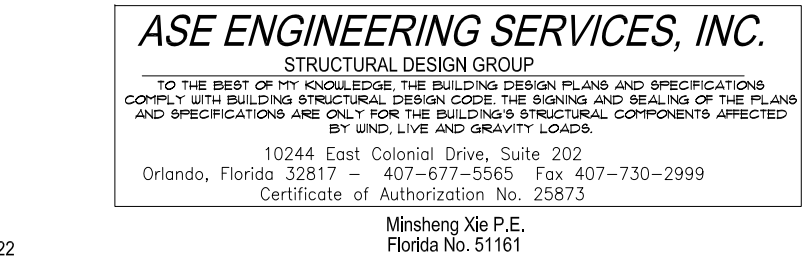 ASE ENGINEERING SERVICES, INC.
STRUCTURAL DESIGN GROUP
TO THE BEST OF MY KNOWLEDGE, THE BUILDING DESIGN PLANS AND SPECIFICATIONS
COMPLY WITH BUILDING STRUCTURAL DESIGN CODE. THE SIGNING AND SEALING OF THE PLANS
AND SPECIFICATIONS ARE ONLY FOR THE BUILDING'S STRUCTURAL COMPONENTS AFFECTED
BY WIND, LIVE AND GRAVITY LOADS.
10244 East Colonial Drive, Suite 202
Orlando, Florida 32817 – 407-677-5565 Fax 407-730-2999
Certificate of Authorization No. 25873
Minsheng Xie P.E.
Florida No. 51161
22